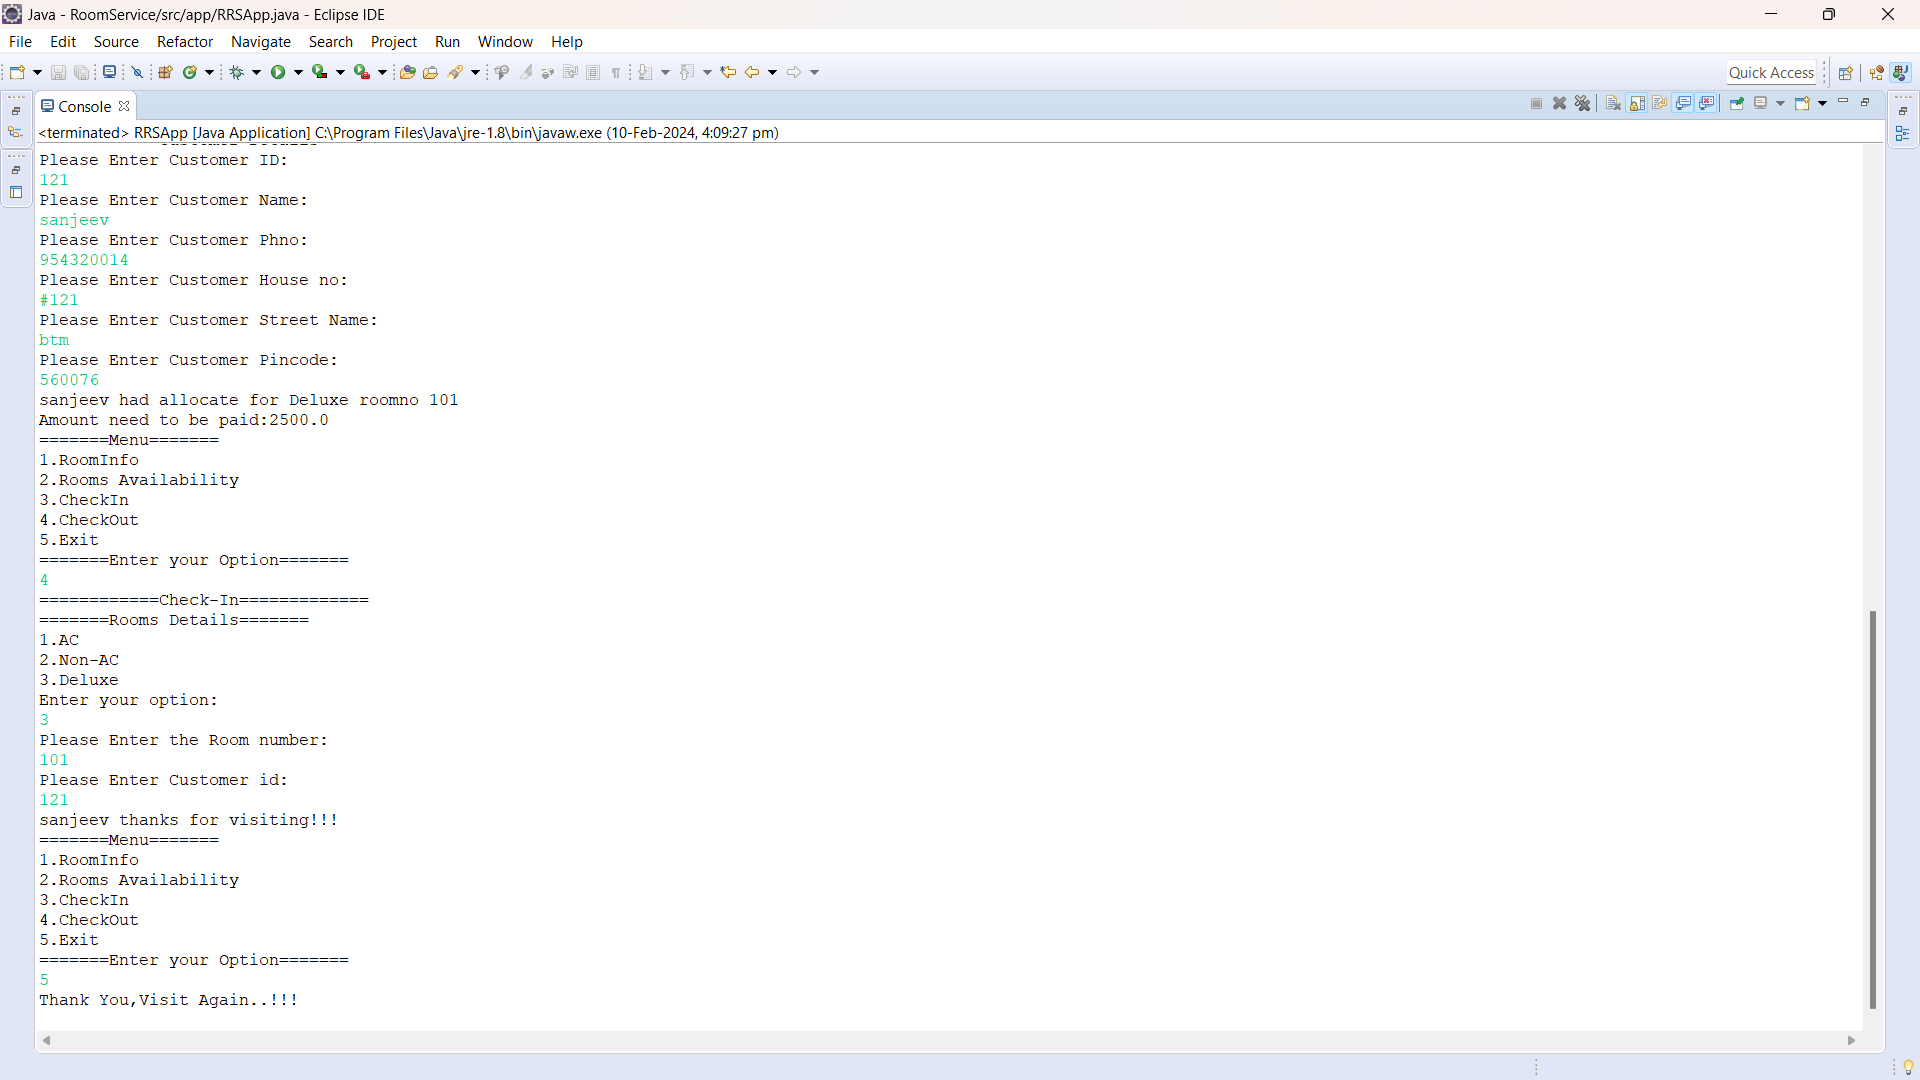 Java - RoomService/src/app/RRSApp.java - Eclipse IDE
File Edit Source Refactor Navigate Search Project Run Window Help
Quick Access
Console
<terminated> RRSApp [Java Application] C:\Program Files\Java\jre-1.8\bin\javaw.exe (10-Feb-2024, 4:09:27 pm)
Please Enter Customer ID:
121
Please Enter Customer Name:
sanjeev
Please Enter Customer Phno:
954320014
Please Enter Customer House no:
#121
Please Enter Customer Street Name:
btm
Please Enter Customer Pincode:
560076
sanjeev had allocate for Deluxe roomno 101
Amount need to be paid:2500.0
=======Menu=======
1.RoomInfo
2.Rooms Availability
3.CheckIn
4.CheckOut
5.Exit
=======Enter your Option=======
4
============Check-In=============
=======Rooms Details=======
1.AC
2.Non-AC
3.Deluxe
Enter your option:
3
Please Enter the Room number:
101
Please Enter Customer id:
121
sanjeev thanks for visiting!!!
=======Menu=======
1.RoomInfo
2.Rooms Availability
3.CheckIn
4.CheckOut
5.Exit
=======Enter your Option=======
5
Thank You,Visit Again..!!!